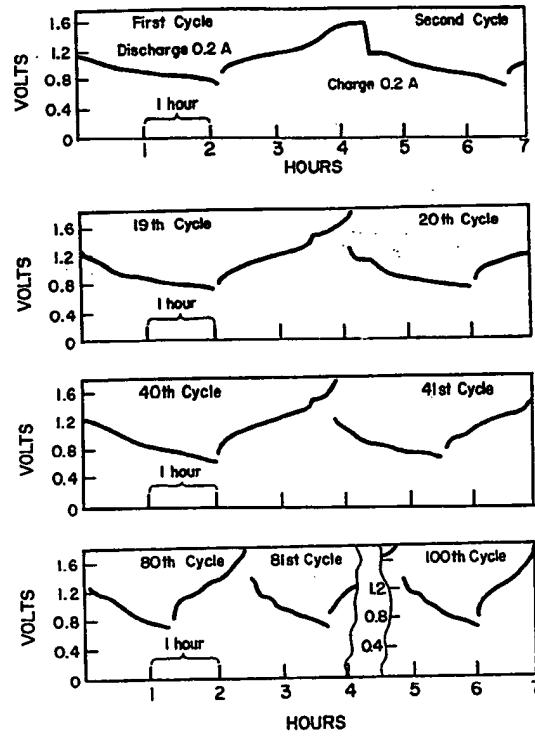 First Cycle Second Cycle
1.6
Discharge 0.2 A
1.2
VOLTS
0.8
Charge 0.2 A
1 hour
0.4
0
1 2 3 4 5 6 7
HOURS
19th Cycle 20th Cycle
1.6
1.2
VOLTS
0.8
1 hour
0.4
0
40th Cycle 41st Cycle
1.6
1.2
VOLTS
0.8
1 hour
0.4
0
80th Cycle 81st Cycle 100th Cycle
1.6
1.2 1.2
VOLTS
0.8 0.8
1 hour
0.4 0.4
0
1 2 3 4 5 6 7
HOURS